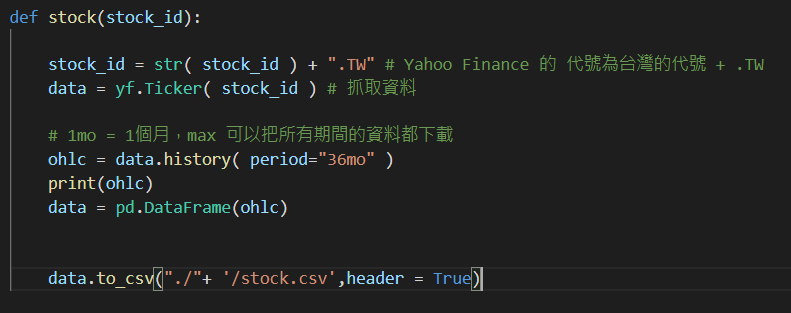 def stock(stock_id):
stock_id = str( stock_id ) + ".TW" # Yahoo Finance 的 代號為台灣的代號 + .TW
data = yf.Ticker( stock_id ) # 抓取資料
# 1mo = 1個月，max 可以把所有期間的資料都下載
ohlc = data.history( period="36mo" )
print(ohlc)
data = pd.DataFrame(ohlc)
data.to_csv("./"+ '/stock.csv',header = True)